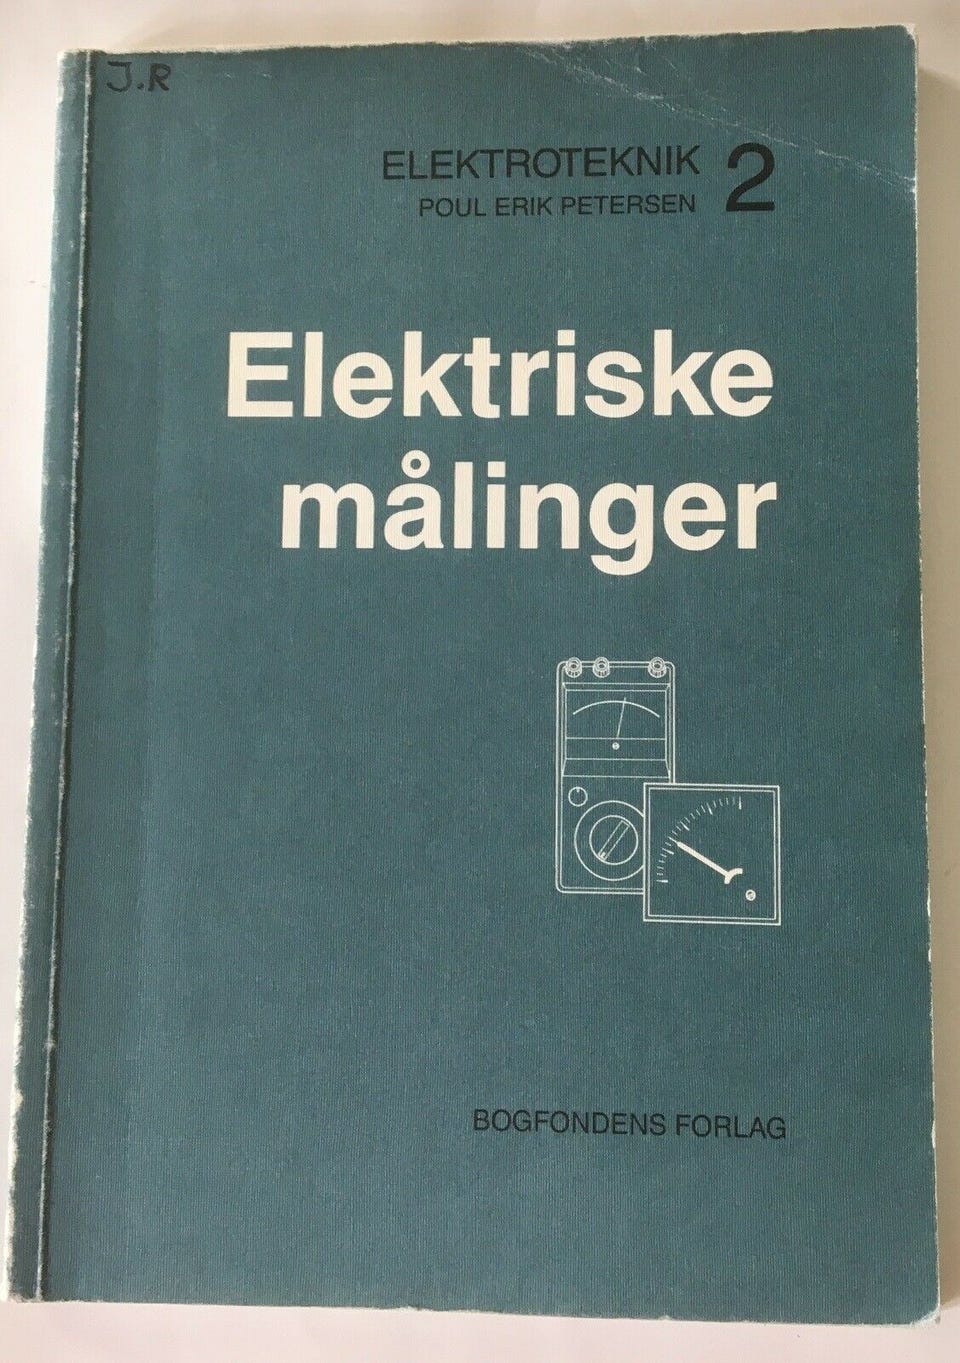 J.R
ELEKTROTEKNIK 2
POUL ERIK PETERSEN
Elektriske
målinger
BOGFONDENS FORLAG